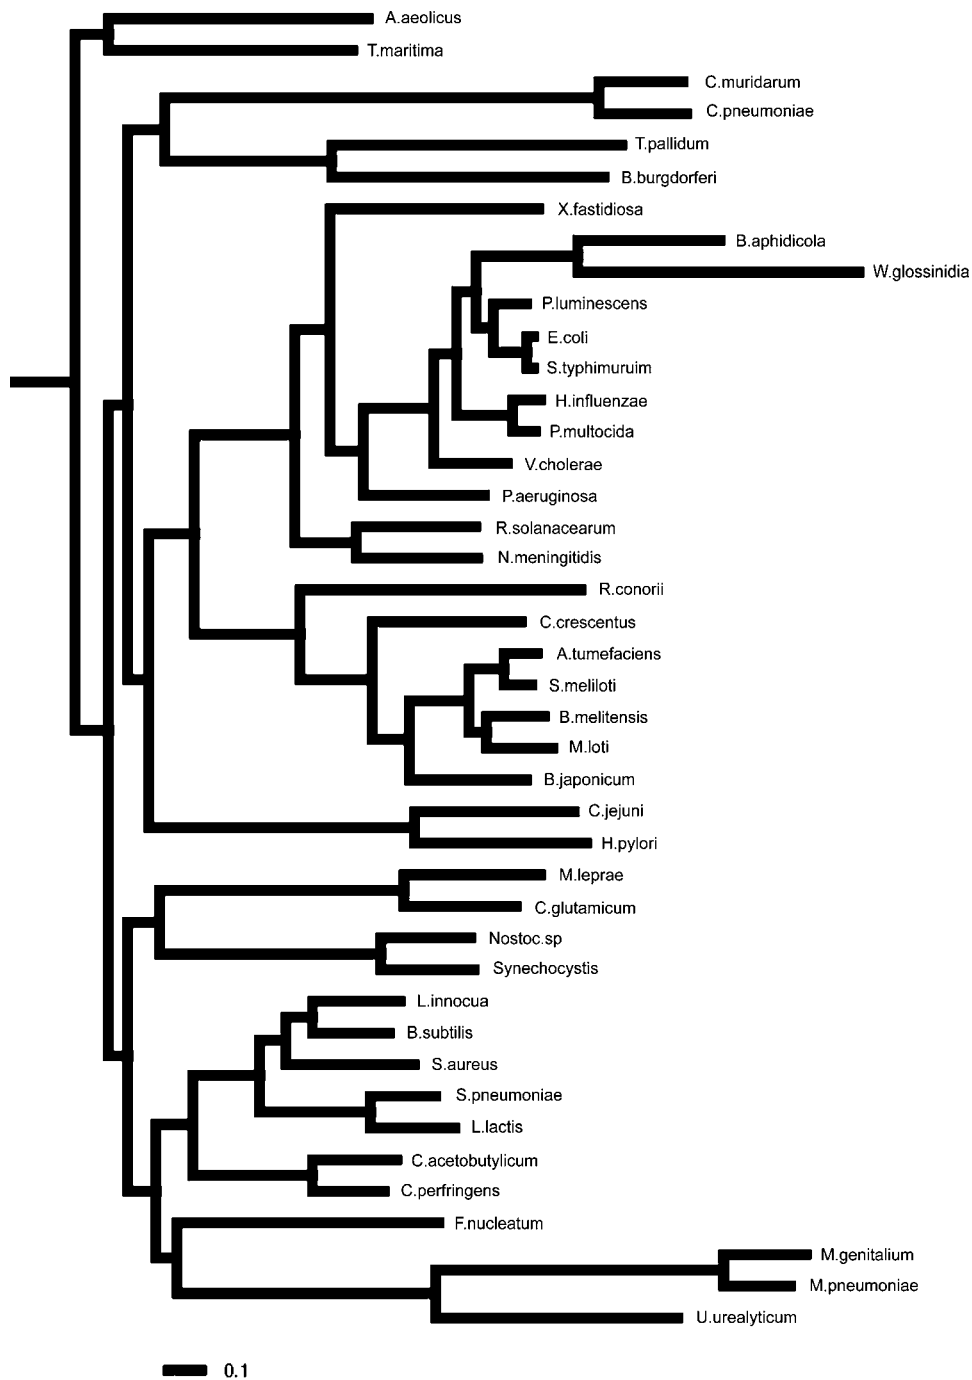 A.aeolicus
T.maritima
C.muridarum
C.pneumoniae
T.pallidum
B.burgdorferi
X.fastidiosa
B.aphidicola
W.glossinidia
P.luminescens
E.coli
S.typhimuruim
H.influenzae
P.multocida
V.cholerae
P.aeruginosa
R.solanacearum
N.meningitidis
R.conorii
C.crescentus
A.tumefaciens
S.meliloti
B.melitensis
M.loti
B.japonicum
C.jejuni
H.pylori
M.leprae
C.glutamicum
Nostoc.sp
Synechocystis
L.innocua
B.subtilis
S.aureus
S.pneumoniae
L.lactis
C.acetobutylicum
C.perfringens
F.nucleatum
M.genitalium
M.pneumoniae
U.urealyticum
0.1